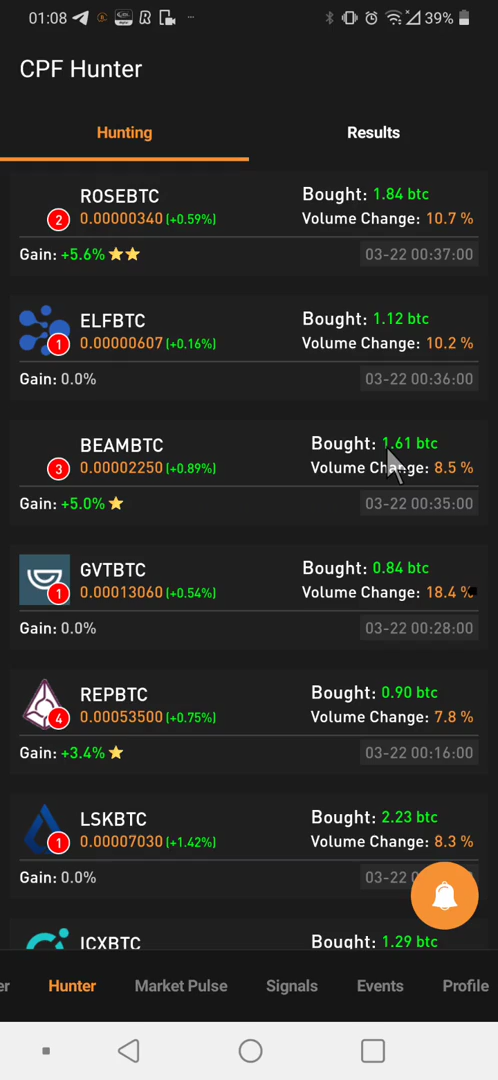 01:08 39%
CPF Hunter
Hunting Results
ROSEBTC Bought: 1.84 btc
2 0.00000340 (+0.59%) Volume Change: 10.7 %
Gain: +5.6% 03-22 00:37:00
ELFBTC Bought: 1.12 btc
1 0.00000607 (+0.16%) Volume Change: 10.2 %
Gain: 0.0% 03-22 00:36:00
BEAMBTC Bought: 1.61 btc
3 0.00002250 (+0.89%) Volume Change: 8.5 %
Gain: +5.0% 03-22 00:35:00
GVTBTC Bought: 0.84 btc
1 0.00013060 (+0.54%) Volume Change: 18.4 %
Gain: 0.0% 03-22 00:28:00
REPBTC Bought: 0.90 btc
4 0.00053500 (+0.75%) Volume Change: 7.8 %
Gain: +3.4% 03-22 00:16:00
LSKBTC Bought: 2.23 btc
1 0.00007030 (+1.42%) Volume Change: 8.3 %
Gain: 0.0% 03-22
ICXBTC Bought: 1.29 btc
er Hunter Market Pulse Signals Events Profile